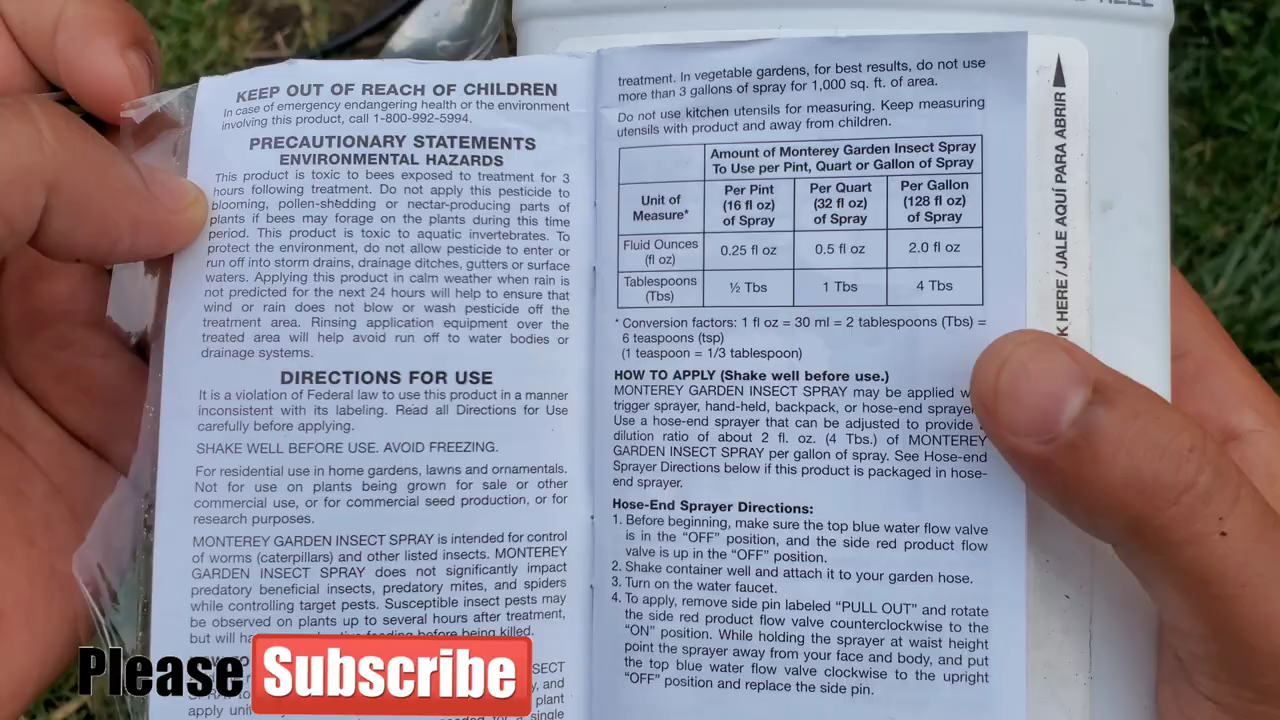 KEEP OUT OF REACH OF CHILDREN
In case of emergency endangering health or the environment
involving this product, call 1-800-992-5994.
PRECAUTIONARY STATEMENTS
ENVIRONMENTAL HAZARDS
This product is toxic to bees exposed to treatment for 3
hours following treatment. Do not apply this pesticide to
blooming, pollen-shedding or nectar-producing parts of
plants if bees may forage on the plants during this time
period. This product is toxic to aquatic invertebrates. To
protect the environment, do not allow pesticide to enter or
run off into storm drains, drainage ditches, gutters or surface
waters. Applying this product in calm weather when rain is
not predicted for the next 24 hours will help to ensure that
wind or rain does not blow or wash pesticide off the
treatment area. Rinsing application equipment over the
treated area will help avoid run off to water bodies or
drainage systems.
DIRECTIONS FOR USE
It is a violation of Federal law to use this product in a manner
inconsistent with its labeling. Read all Directions for Use
carefully before applying.
SHAKE WELL BEFORE USE. AVOID FREEZING.
For residential use in home gardens, lawns and ornamentals.
Not for use on plants being grown for sale or other
commercial use, or for commercial seed production, or for
research purposes.
MONTEREY GARDEN INSECT SPRAY is intended for control
of worms (caterpillars) and other listed insects. MONTEREY
GARDEN INSECT SPRAY does not significantly impact
predatory beneficial insects, predatory mites, and spiders
while controlling target pests. Susceptible insect pests may
be observed on plants up to several hours after treatment,
but will feeding before being killed.
and
plant
apply single
treatment. In vegetable gardens, for best results, do not use
more than 3 gallons of spray for 1,000 sq. ft. of area.
Do not use kitchen utensils for measuring. Keep measuring
utensils with product and away from children.
Amount of Monterey Garden Insect Spray
To Use per Pint, Quart or Gallon of Spray
Unit of Measure* Per Pint (16 fl oz) of Spray Per Quart (32 fl oz) of Spray Per Gallon (128 fl oz) of Spray
Fluid Ounces (fl oz) 0.25 fl oz 0.5 fl oz 2.0 fl oz
Tablespoons (Tbs) ½ Tbs 1 Tbs 4 Tbs
* Conversion factors: 1 fl oz = 30 ml = 2 tablespoons (Tbs) =
6 teaspoons (tsp)
(1 teaspoon = 1/3 tablespoon)
HOW TO APPLY (Shake well before use.)
MONTEREY GARDEN INSECT SPRAY may be applied
trigger sprayer, hand-held, backpack, or hose-end sprayer
Use a hose-end sprayer that can be adjusted to provide
dilution ratio of about 2 fl. oz. (4 Tbs.) of MONTEREY
GARDEN INSECT SPRAY per gallon of spray. See Hose-end
Sprayer Directions below if this product is packaged in hose-
end sprayer.
Hose-End Sprayer Directions:
1. Before beginning, make sure the top blue water flow valve
is in the “OFF” position, and the side red product flow
valve is up in the “OFF” position.
2. Shake container well and attach it to your garden hose.
3. Turn on the water faucet.
4. To apply, remove side pin labeled “PULL OUT” and rotate
the side red product flow valve counterclockwise to the
“ON” position. While holding the sprayer at waist height
point the sprayer away from your face and body, and put
the top blue water flow valve clockwise to the upright
“OFF” position and replace the side pin.
HERE / JALE AQUÍ PARA ABRIR
Please Subscribe